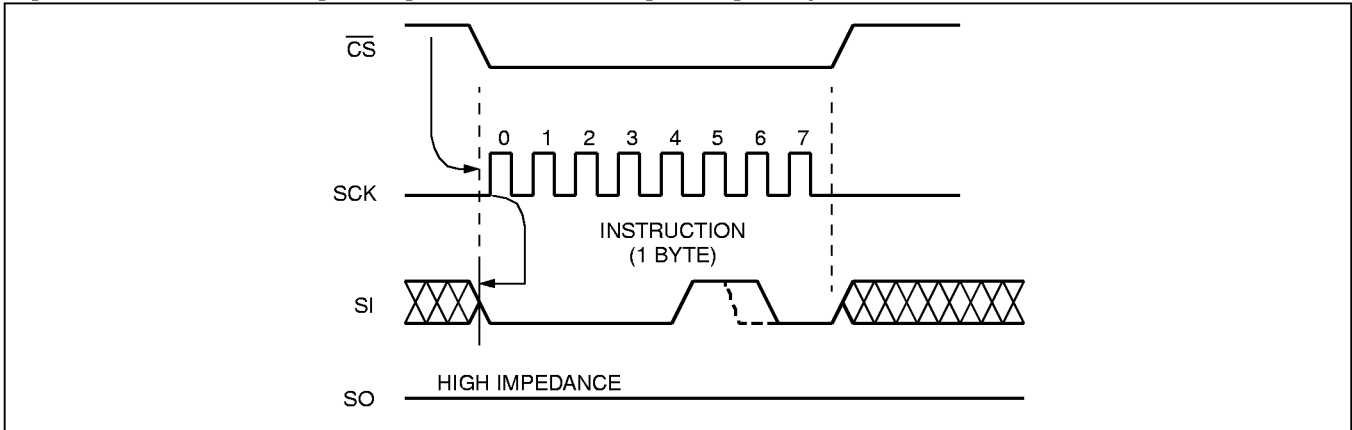 CS
0 1 2 3 4 5 6 7
SCK
INSTRUCTION
(1 BYTE)
SI
HIGH IMPEDANCE
SO